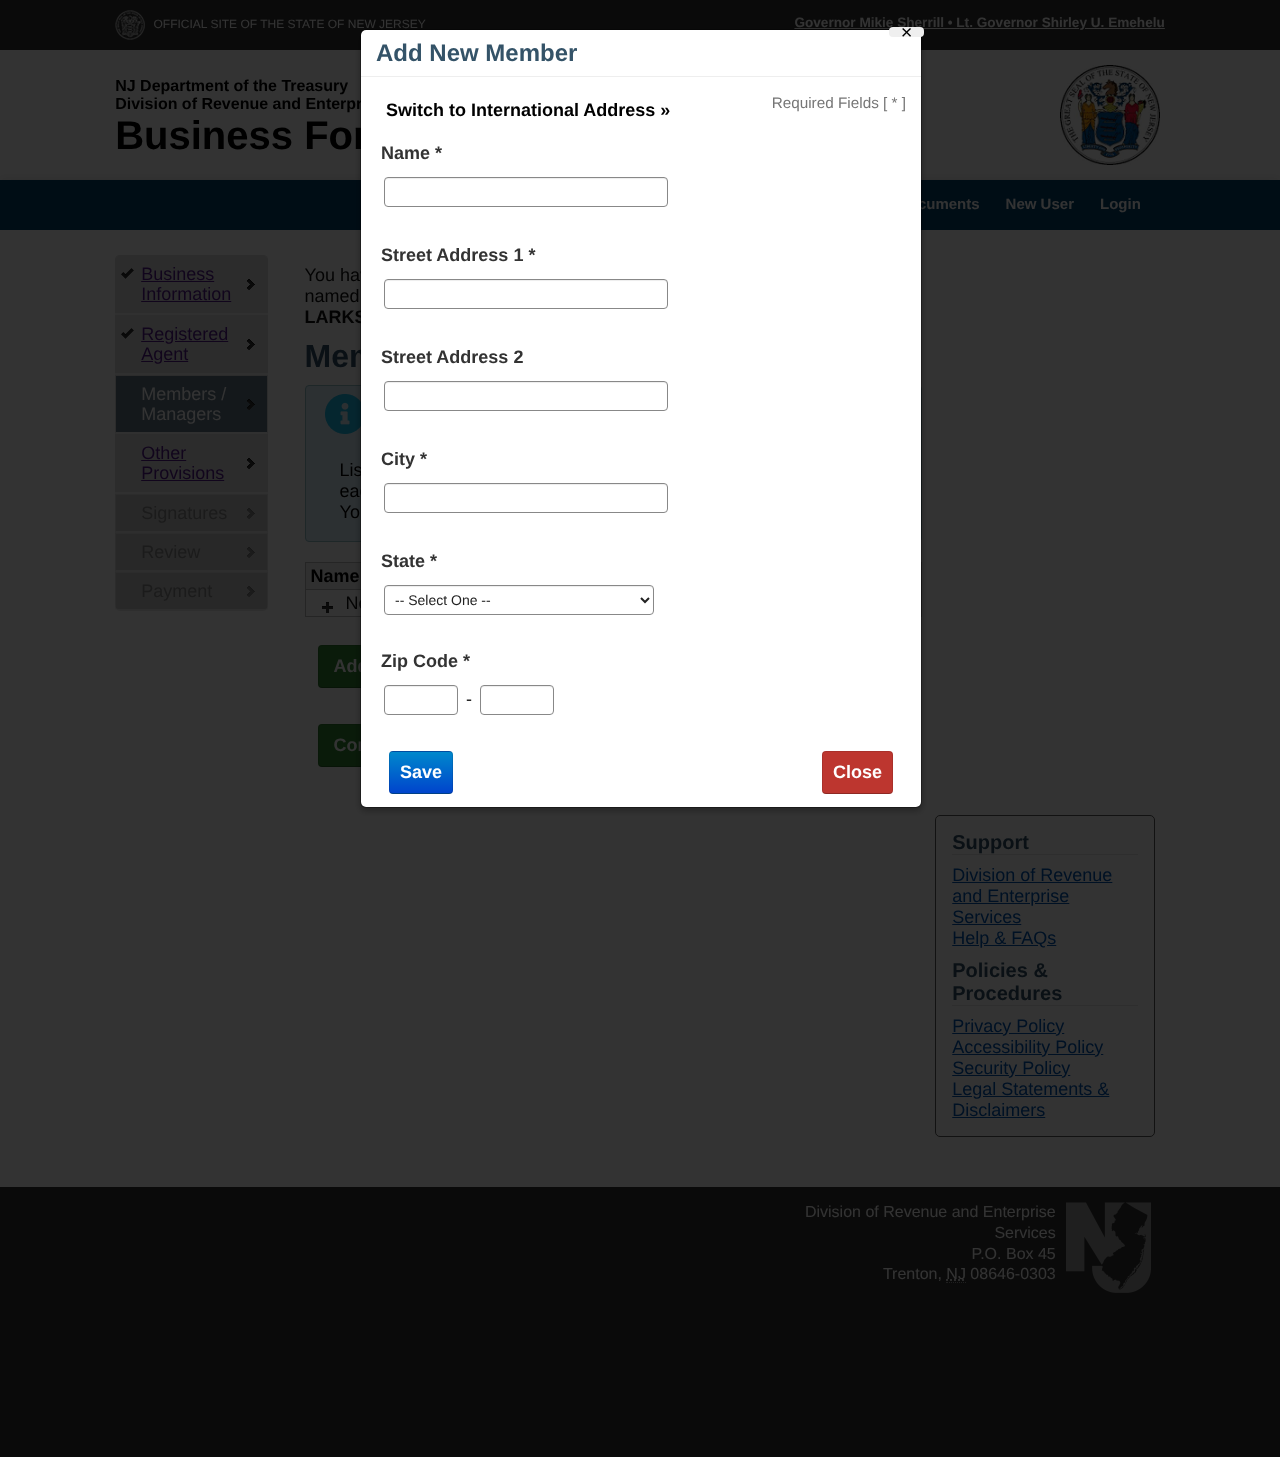 OFFICIAL SITE OF THE STATE OF NEW JERSEY
Governor Mikie Sherrill • Lt. Governor Shirley U. Emehelu
NJ Department of the Treasury
Division of Revenue and Enterpr
Business For
cuments New User Login
Business
Information
Registered
Agent
Members /
Managers
Other
Provisions
Signatures
Review
Payment
You ha
named
LARKS
Mem
Lis
ea
Yo
Name
No
Add
Con
✕
Add New Member
Switch to International Address »
Required Fields [ * ]
Name *
Street Address 1 *
Street Address 2
City *
State *
-- Select One --
Zip Code *
-
Save
Close
Support
Division of Revenue
and Enterprise
Services
Help & FAQs
Policies &
Procedures
Privacy Policy
Accessibility Policy
Security Policy
Legal Statements &
Disclaimers
Division of Revenue and Enterprise
Services
P.O. Box 45
Trenton, NJ 08646-0303